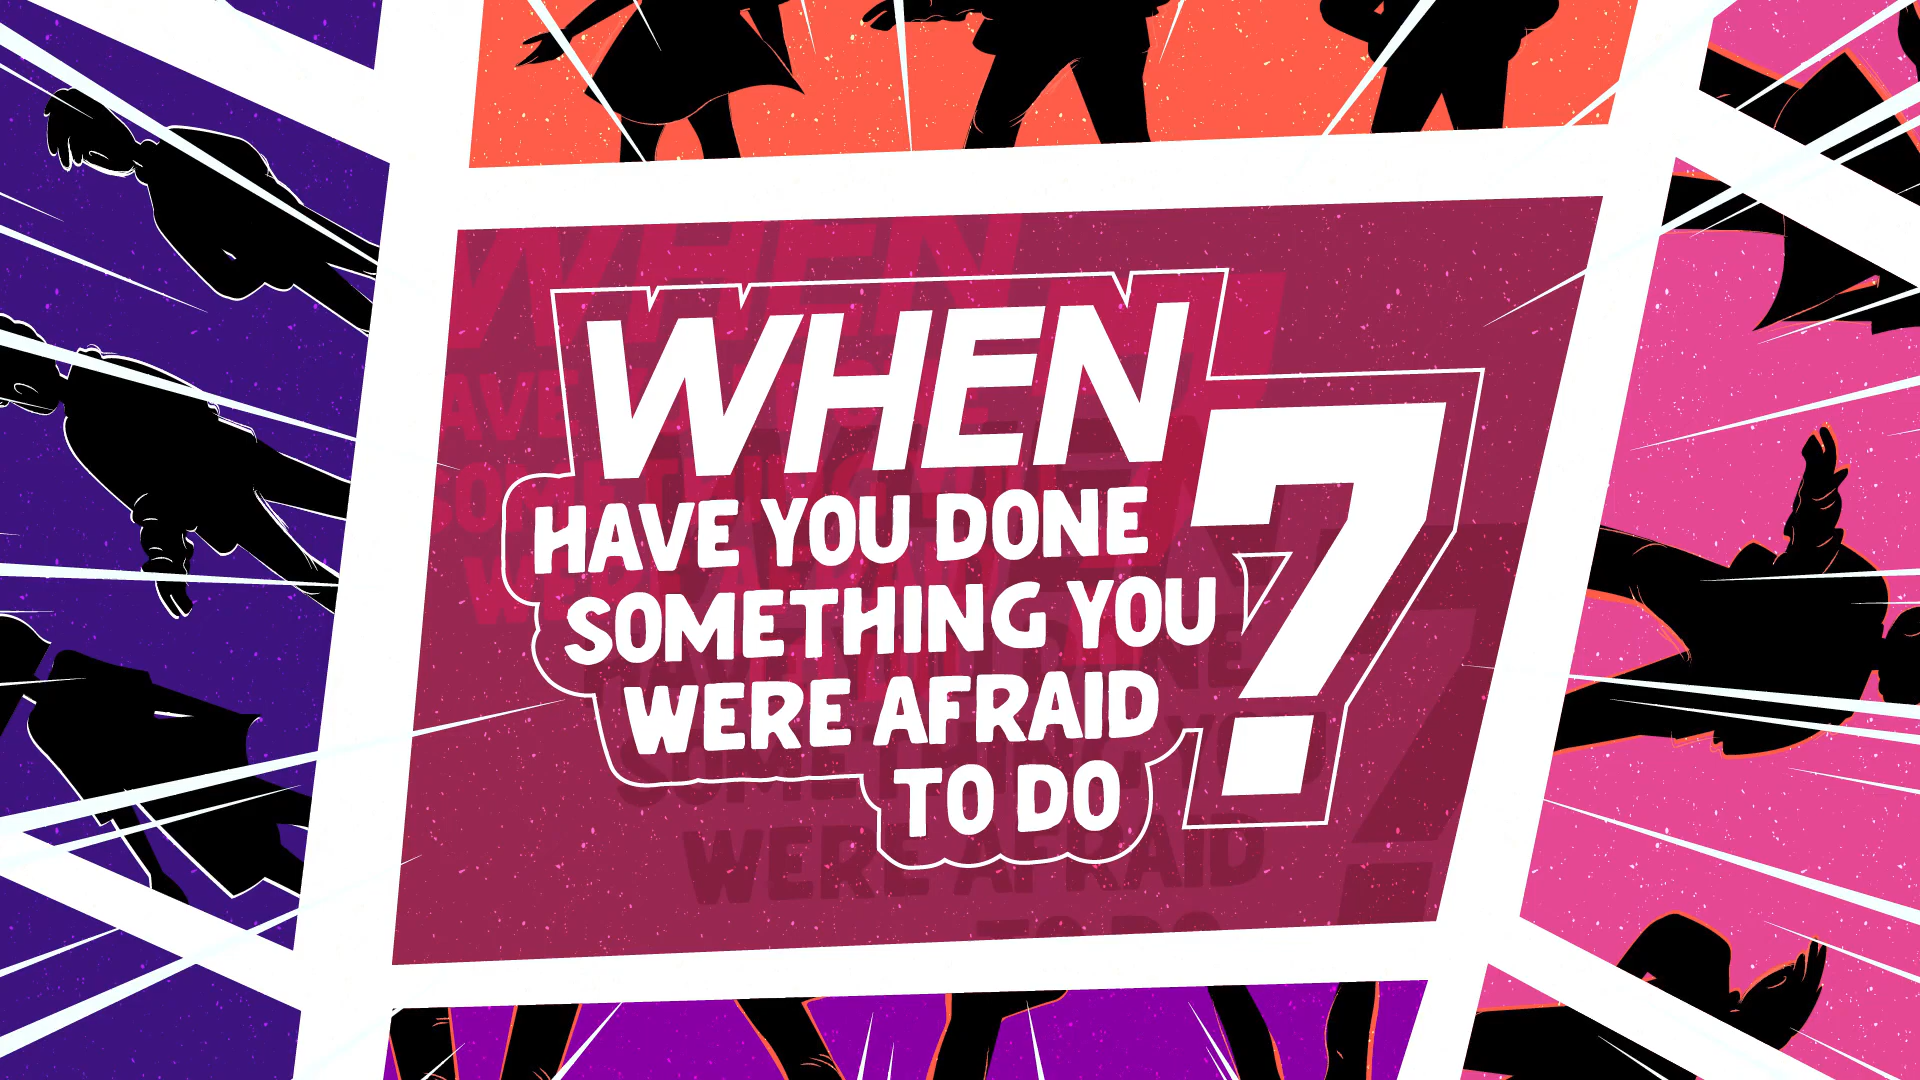 WHEN
HAVE YOU DONE
SOMETHING YOU
WERE AFRAID
TO DO
?